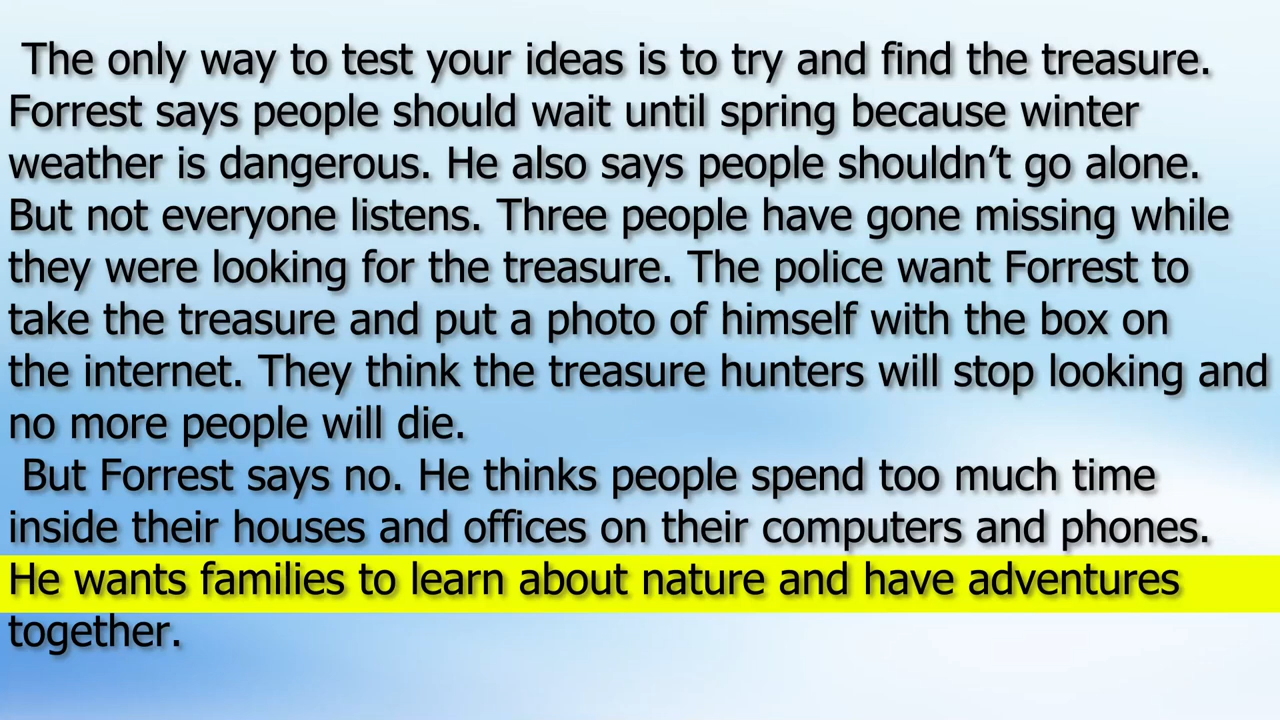 The only way to test your ideas is to try and find the treasure.
Forrest says people should wait until spring because winter
weather is dangerous. He also says people shouldn’t go alone.
But not everyone listens. Three people have gone missing while
they were looking for the treasure. The police want Forrest to
take the treasure and put a photo of himself with the box on
the internet. They think the treasure hunters will stop looking and
no more people will die.
But Forrest says no. He thinks people spend too much time
inside their houses and offices on their computers and phones.
He wants families to learn about nature and have adventures
together.